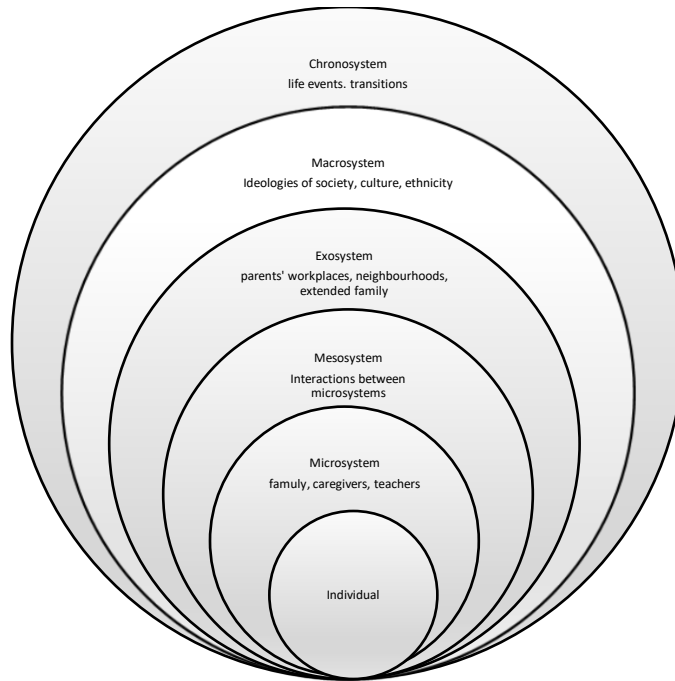 Chronosystem
life events. transitions
Macrosystem
Ideologies of society, culture, ethnicity
Exosystem
parents' workplaces, neighbourhoods,
extended family
Mesosystem
Interactions between
microsystems
Microsystem
famuly, caregivers, teachers
Individual